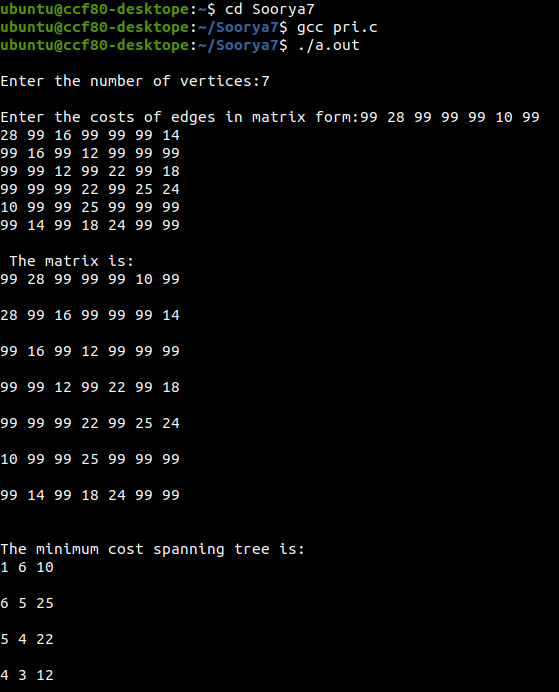 ubuntu@ccf80-desktope:~$ cd Soorya7
ubuntu@ccf80-desktope:~/Soorya7$ gcc pri.c
ubuntu@ccf80-desktope:~/Soorya7$ ./a.out
Enter the number of vertices:7
Enter the costs of edges in matrix form:99 28 99 99 99 10 99
28 99 16 99 99 99 14
99 16 99 12 99 99 99
99 99 12 99 22 99 18
99 99 99 22 99 25 24
10 99 99 25 99 99 99
99 14 99 18 24 99 99
The matrix is:
99 28 99 99 99 10 99
28 99 16 99 99 99 14
99 16 99 12 99 99 99
99 99 12 99 22 99 18
99 99 99 22 99 25 24
10 99 99 25 99 99 99
99 14 99 18 24 99 99
The minimum cost spanning tree is:
1 6 10
6 5 25
5 4 22
4 3 12